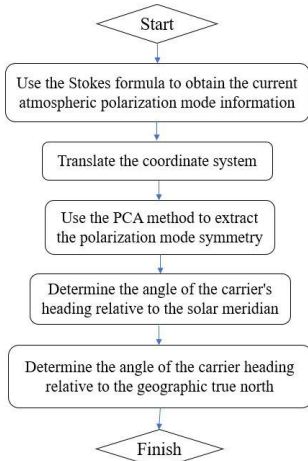 Start
Use the Stokes formula to obtain the current
atmospheric polarization mode information
Translate the coordinate system
Use the PCA method to extract
the polarization mode symmetry
Determine the angle of the carrier's
heading relative to the solar meridian
Determine the angle of the carrier heading
relative to the geographic true north
Finish